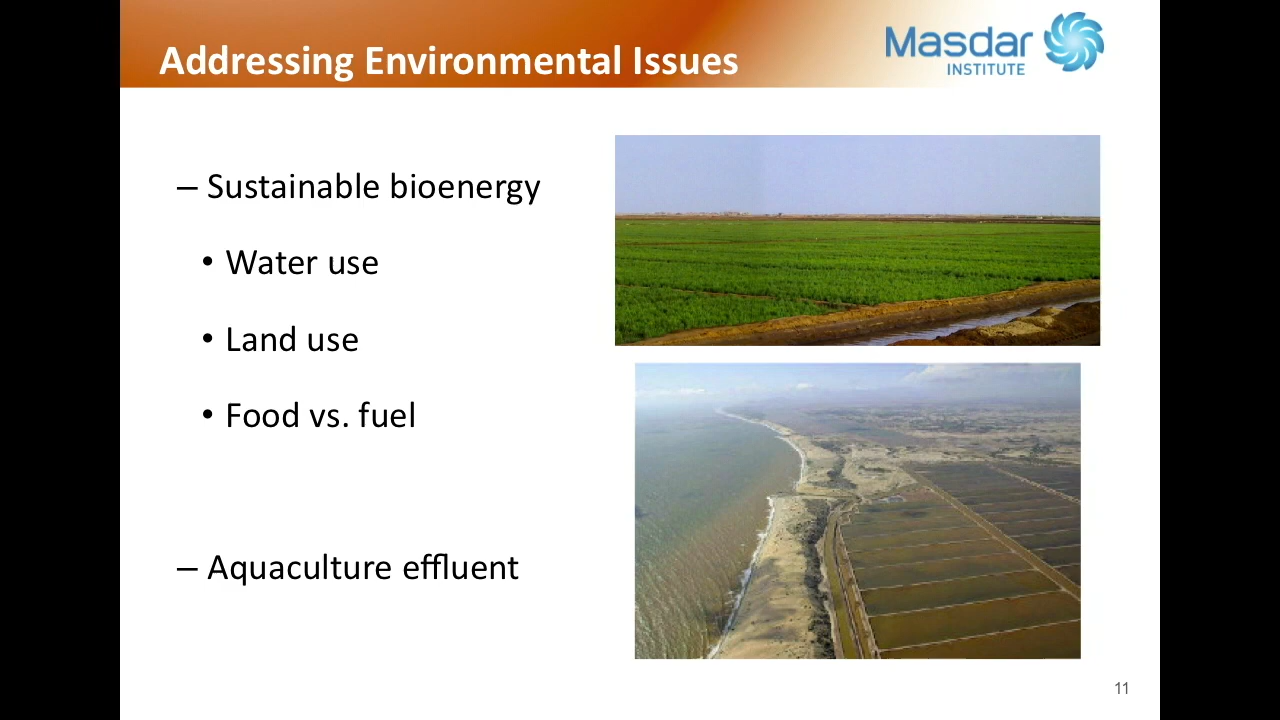 Addressing Environmental Issues
Masdar
INSTITUTE
– Sustainable bioenergy
• Water use
• Land use
• Food vs. fuel
– Aquaculture effluent
11